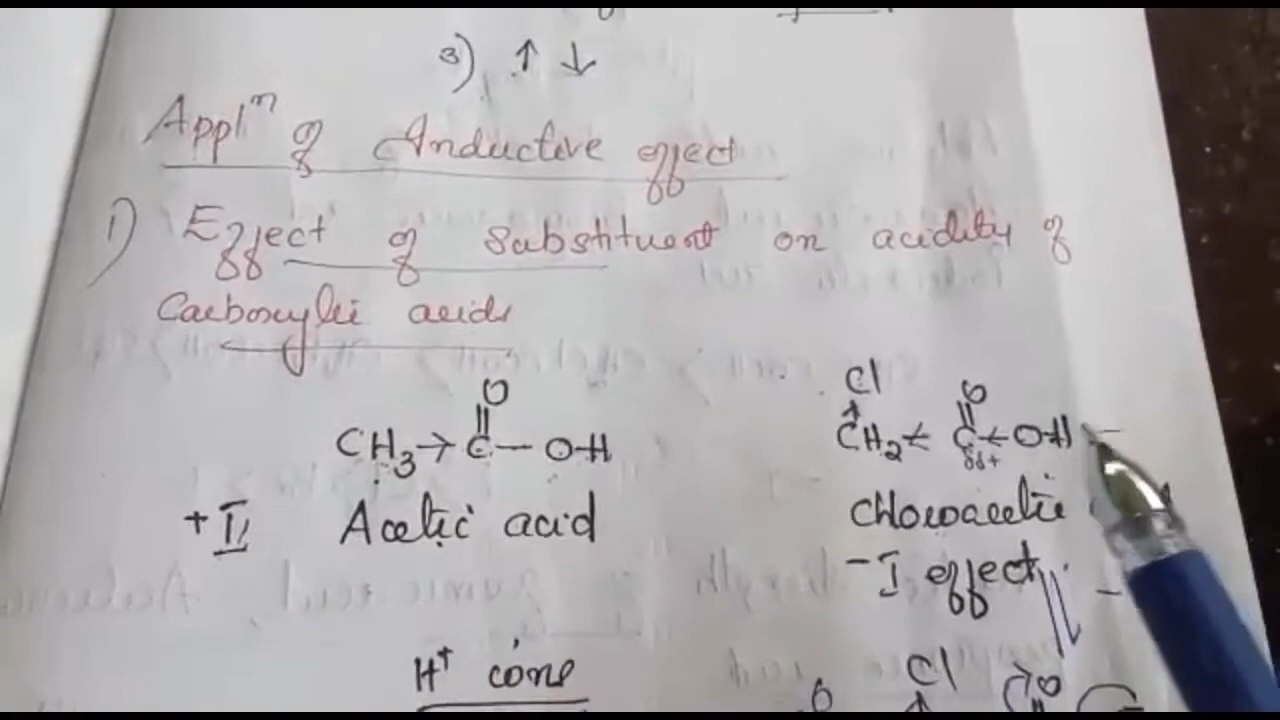 3) ↑ ↓
Applⁿ of Inductive effect
1) Effect of substituent on acidity of
Carboxylic acids
O Cl O
CH₃→C–OH CH₂←C←OH
δδ+
+I Acetic acid Chloroacetic
-I effect
H⁺ conc Cl
O O